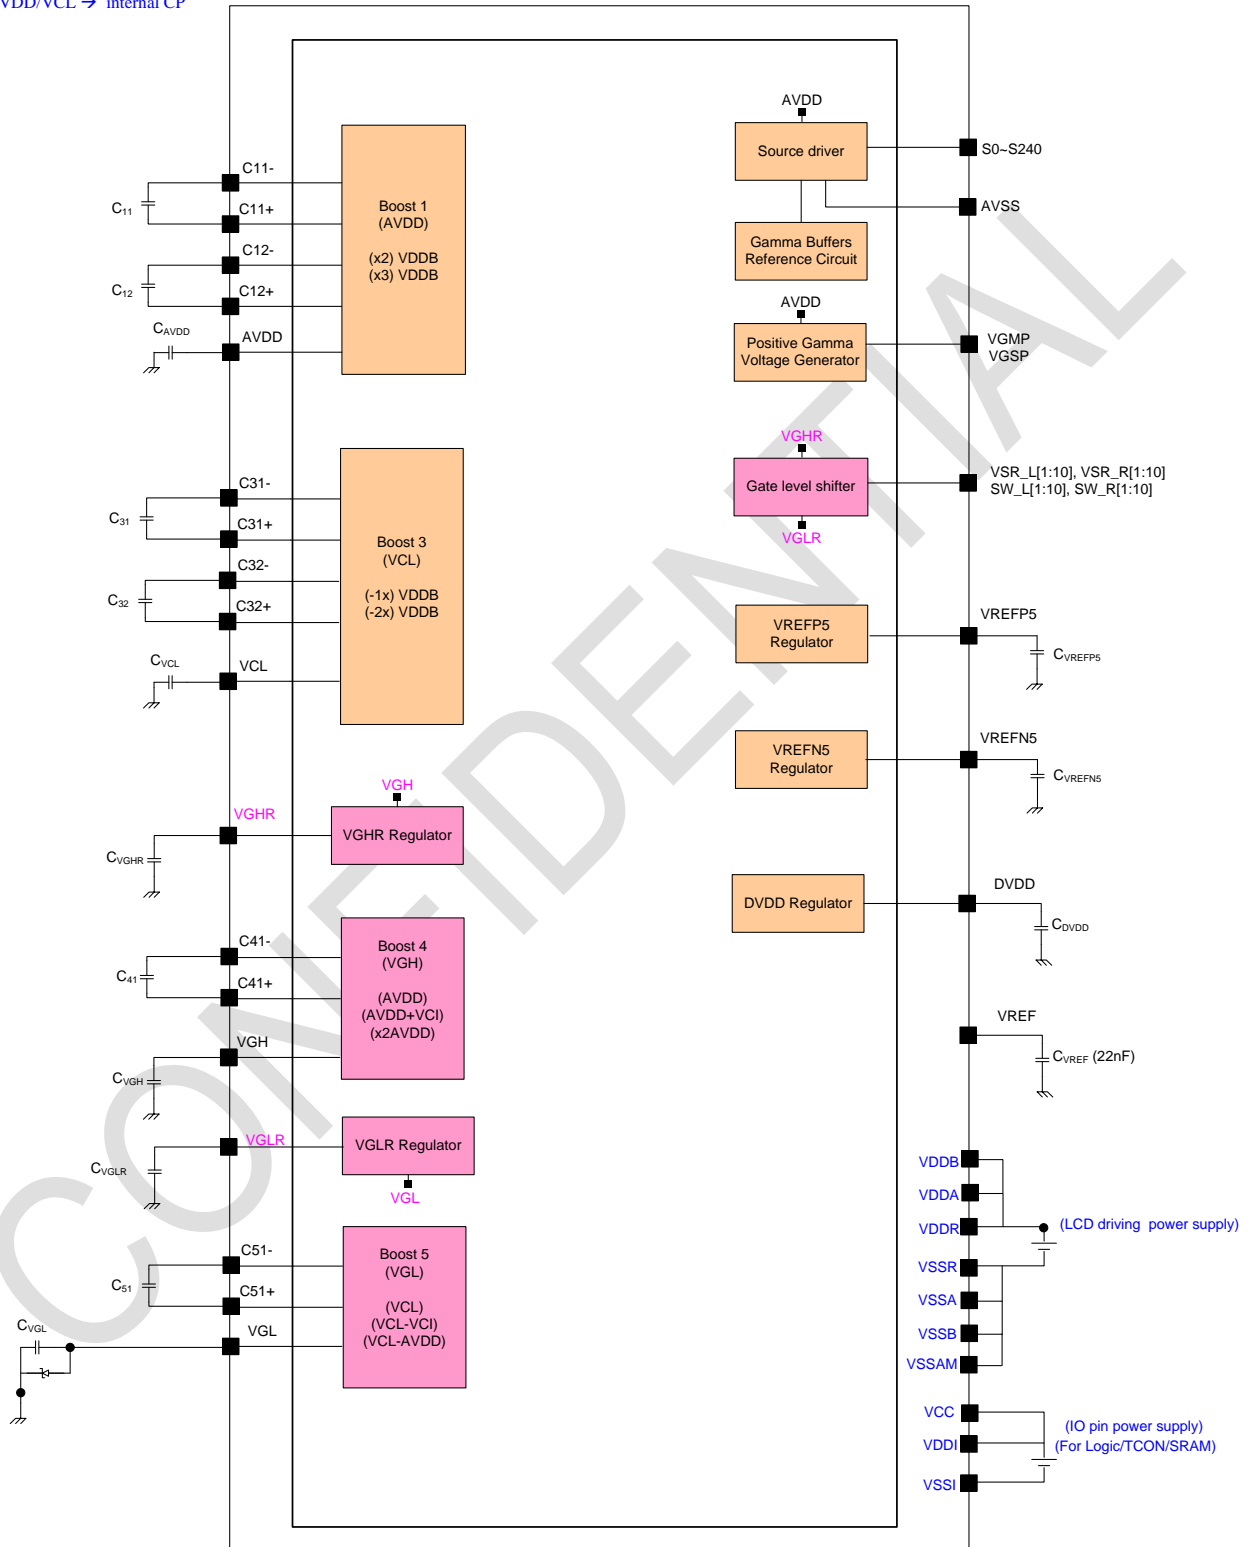 VDD/VCL → internal CP
C11-
C11
C11+
C12-
C12
C12+
CAVDD
AVDD
Boost 1
(AVDD)
(x2) VDDB
(x3) VDDB
C31-
C31
C31+
C32-
C32
C32+
CVCL
VCL
Boost 3
(VCL)
(-1x) VDDB
(-2x) VDDB
VGH
VGHR
VGHR Regulator
CVGHR
C41-
C41
C41+
VGH
CVGH
Boost 4
(VGH)
(AVDD)
(AVDD+VCI)
(x2AVDD)
VGLR
CVGLR
VGLR Regulator
VGL
C51-
C51
C51+
CVGL
VGL
Boost 5
(VGL)
(VCL)
(VCL-VCI)
(VCL-AVDD)
AVDD
Source driver
S0~S240
AVSS
Gamma Buffers
Reference Circuit
AVDD
Positive Gamma
Voltage Generator
VGMP
VGSP
VGHR
Gate level shifter
VGLR
VSR_L[1:10], VSR_R[1:10]
SW_L[1:10], SW_R[1:10]
VREFP5
Regulator
VREFP5
CVREFP5
VREFN5
Regulator
VREFN5
CVREFN5
DVDD Regulator
DVDD
CDVDD
VREF
CVREF (22nF)
VDDB
VDDA
VDDR
(LCD driving power supply)
VSSR
VSSA
VSSB
VSSAM
VCC
VDDI
VSSI
(IO pin power supply)
(For Logic/TCON/SRAM)
CONFIDENTIAL